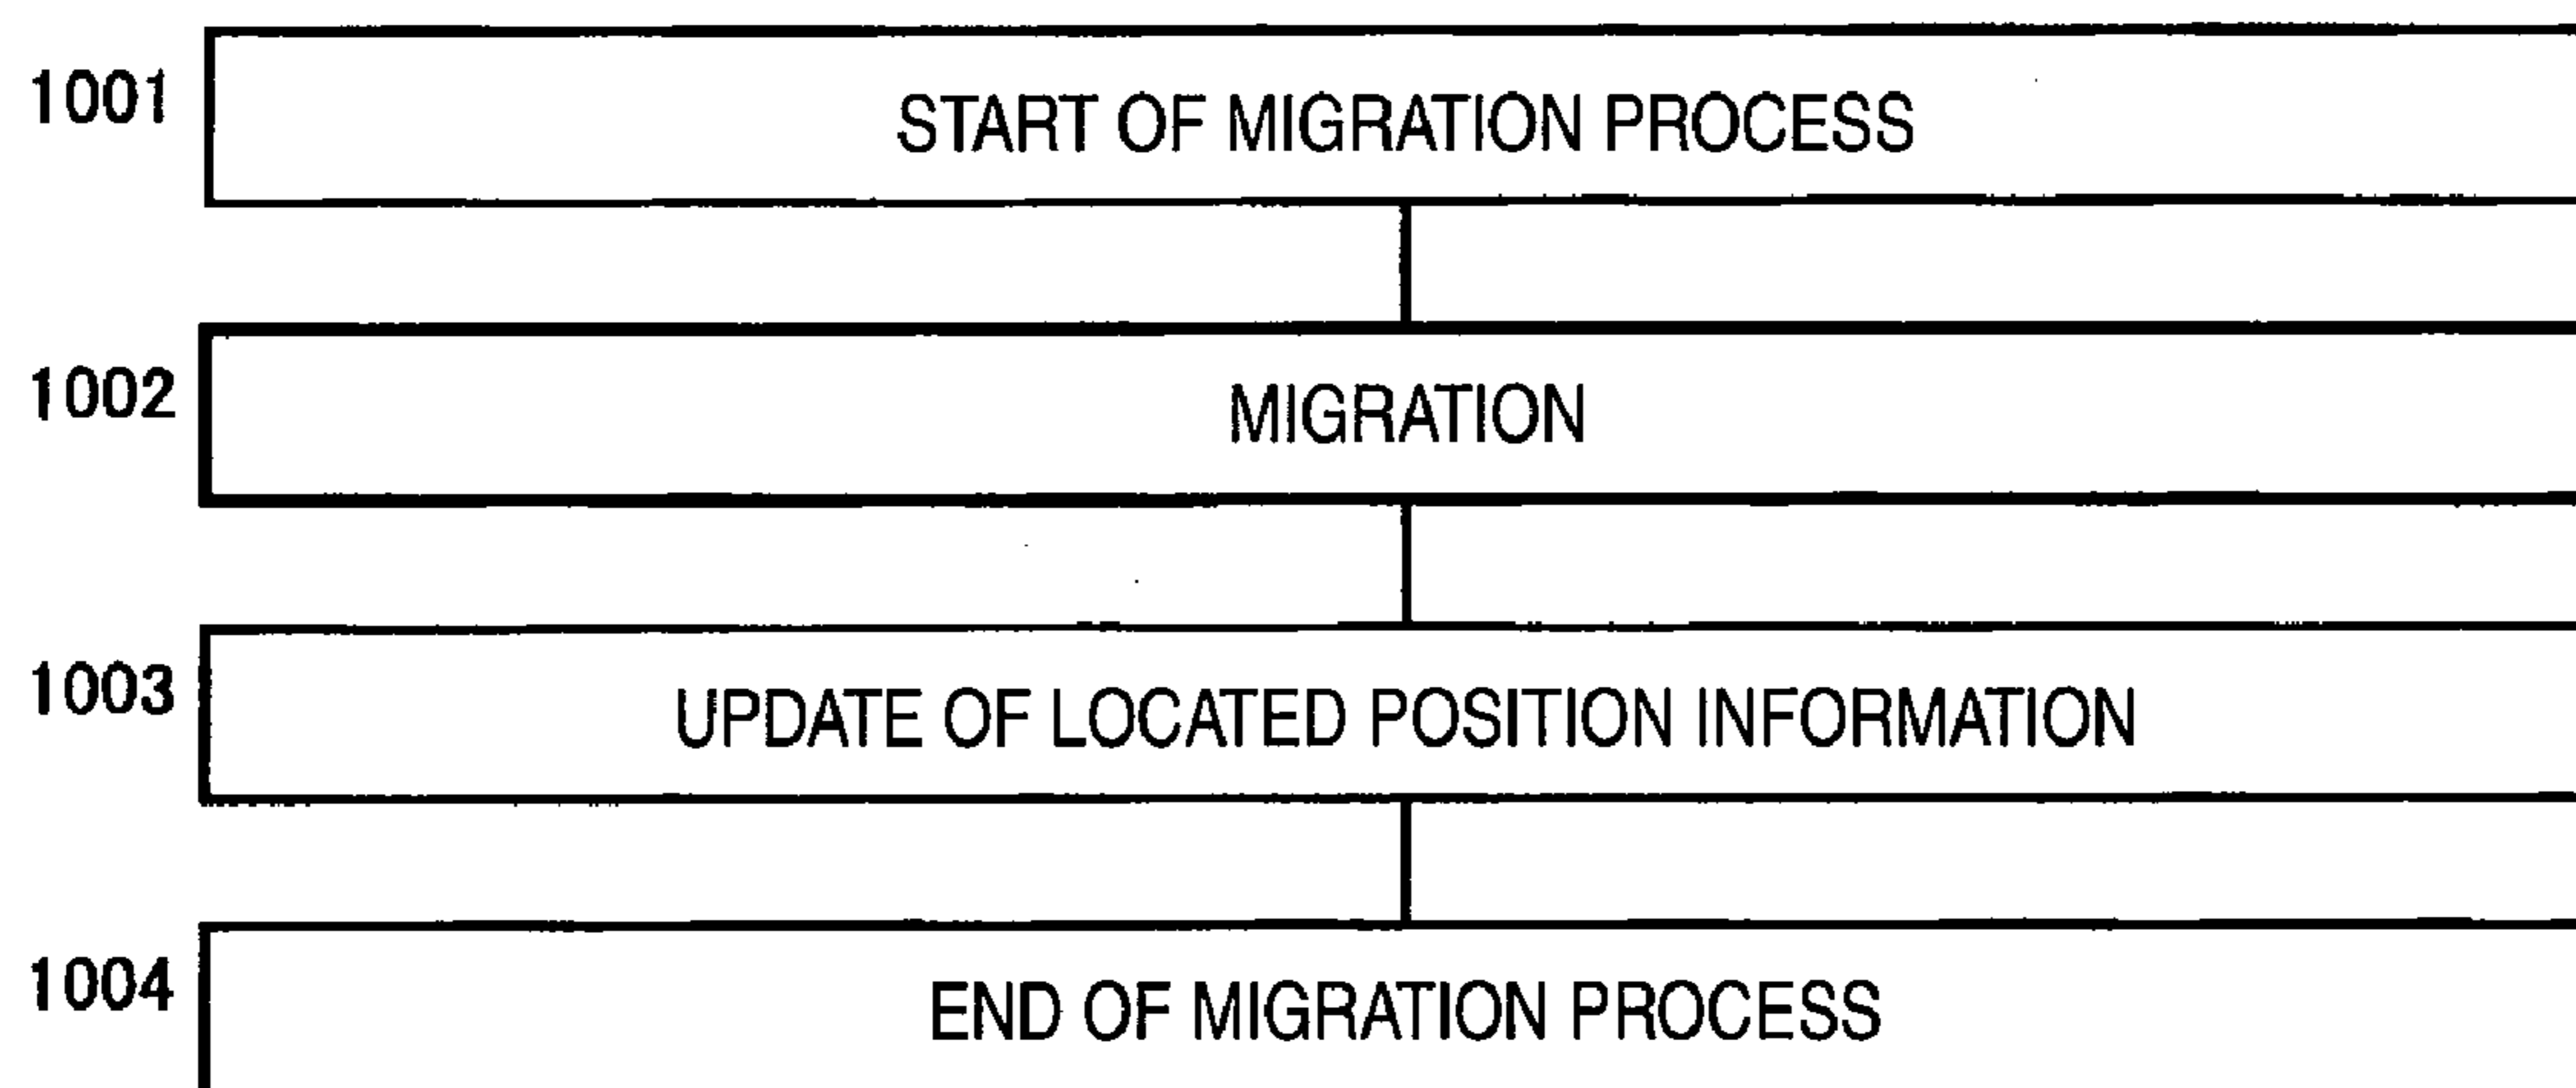 1001 START OF MIGRATION PROCESS
1002 MIGRATION
1003 UPDATE OF LOCATED POSITION INFORMATION
1004 END OF MIGRATION PROCESS